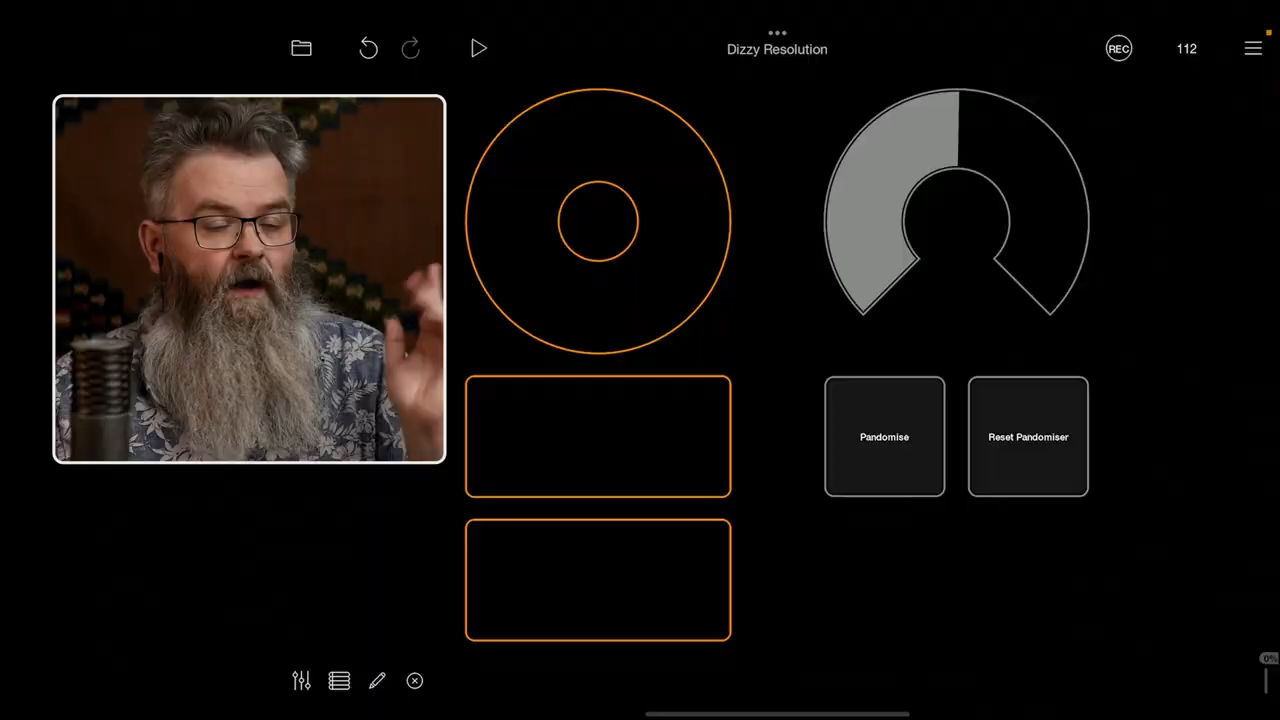 Dizzy Resolution
REC
112
Pandomise
Reset Pandomiser
0%